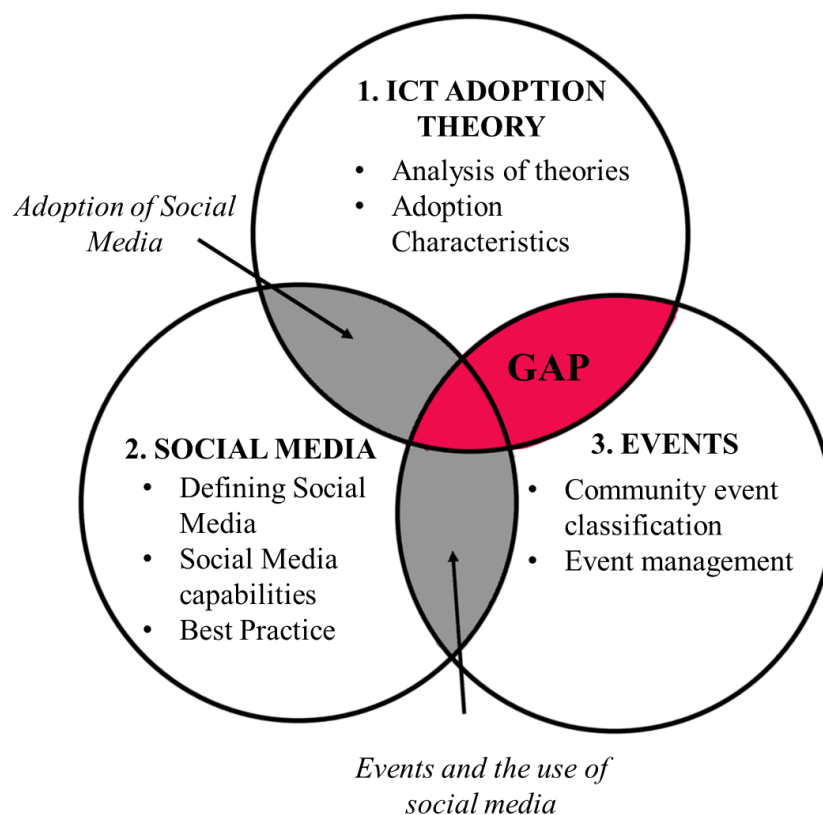 1. ICT ADOPTION
THEORY
• Analysis of theories
• Adoption
Characteristics
Adoption of Social
Media
GAP
2. SOCIAL MEDIA
• Defining Social
Media
• Social Media
capabilities
• Best Practice
3. EVENTS
• Community event
classification
• Event management
Events and the use of
social media